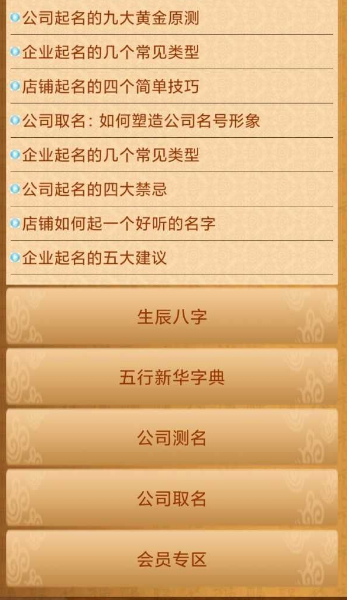 公司起名的九大黄金原测
企业起名的几个常见类型
店铺起名的四个简单技巧
公司取名：如何塑造公司名号形象
企业起名的几个常见类型
公司起名的四大禁忌
店铺如何起一个好听的名字
企业起名的五大建议
生辰八字
五行新华字典
公司测名
公司取名
会员专区